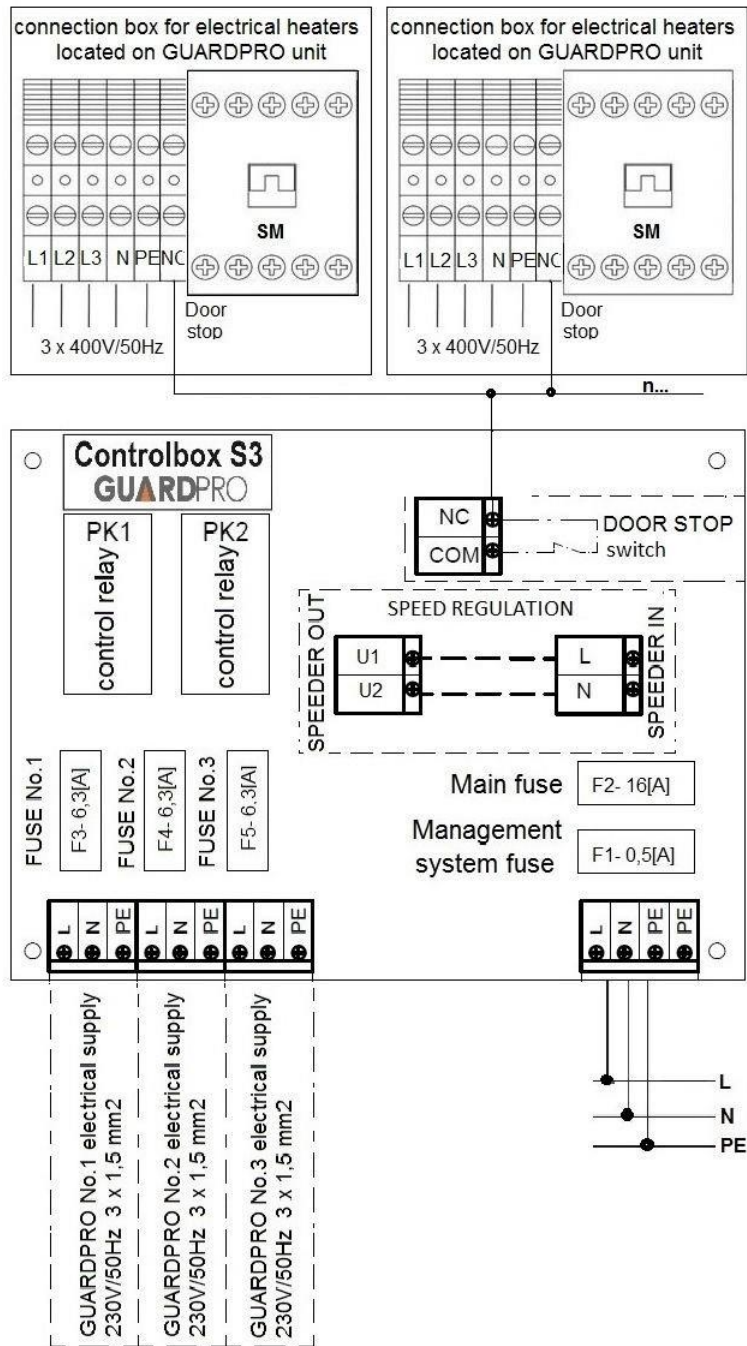 connection box for electrical heaters
located on GUARDPRO unit
SM
L1 L2 L3 N PE NC
Door
stop
3 x 400V/50Hz
connection box for electrical heaters
located on GUARDPRO unit
SM
L1 L2 L3 N PE NC
Door
stop
3 x 400V/50Hz
n...
Controlbox S3
GUARDPRO
PK1
control relay
PK2
control relay
NC
COM
DOOR STOP
switch
SPEED REGULATION
SPEEDER OUT
U1
U2
L
N
SPEEDER IN
FUSE No.1
F3- 6,3[A]
FUSE No.2
F4- 6,3[A]
FUSE No.3
F5- 6.3[A]
Main fuse
F2- 16[A]
Management
system fuse
F1- 0,5[A]
L N PE L N PE L N PE
L N PE PE
GUARDPRO No.1 electrical supply
230V/50Hz 3 x 1,5 mm2
GUARDPRO No.2 electrical supply
230V/50Hz 3 x 1,5 mm2
GUARDPRO No.3 electrical supply
230V/50Hz 3 x 1,5 mm2
L
N
PE